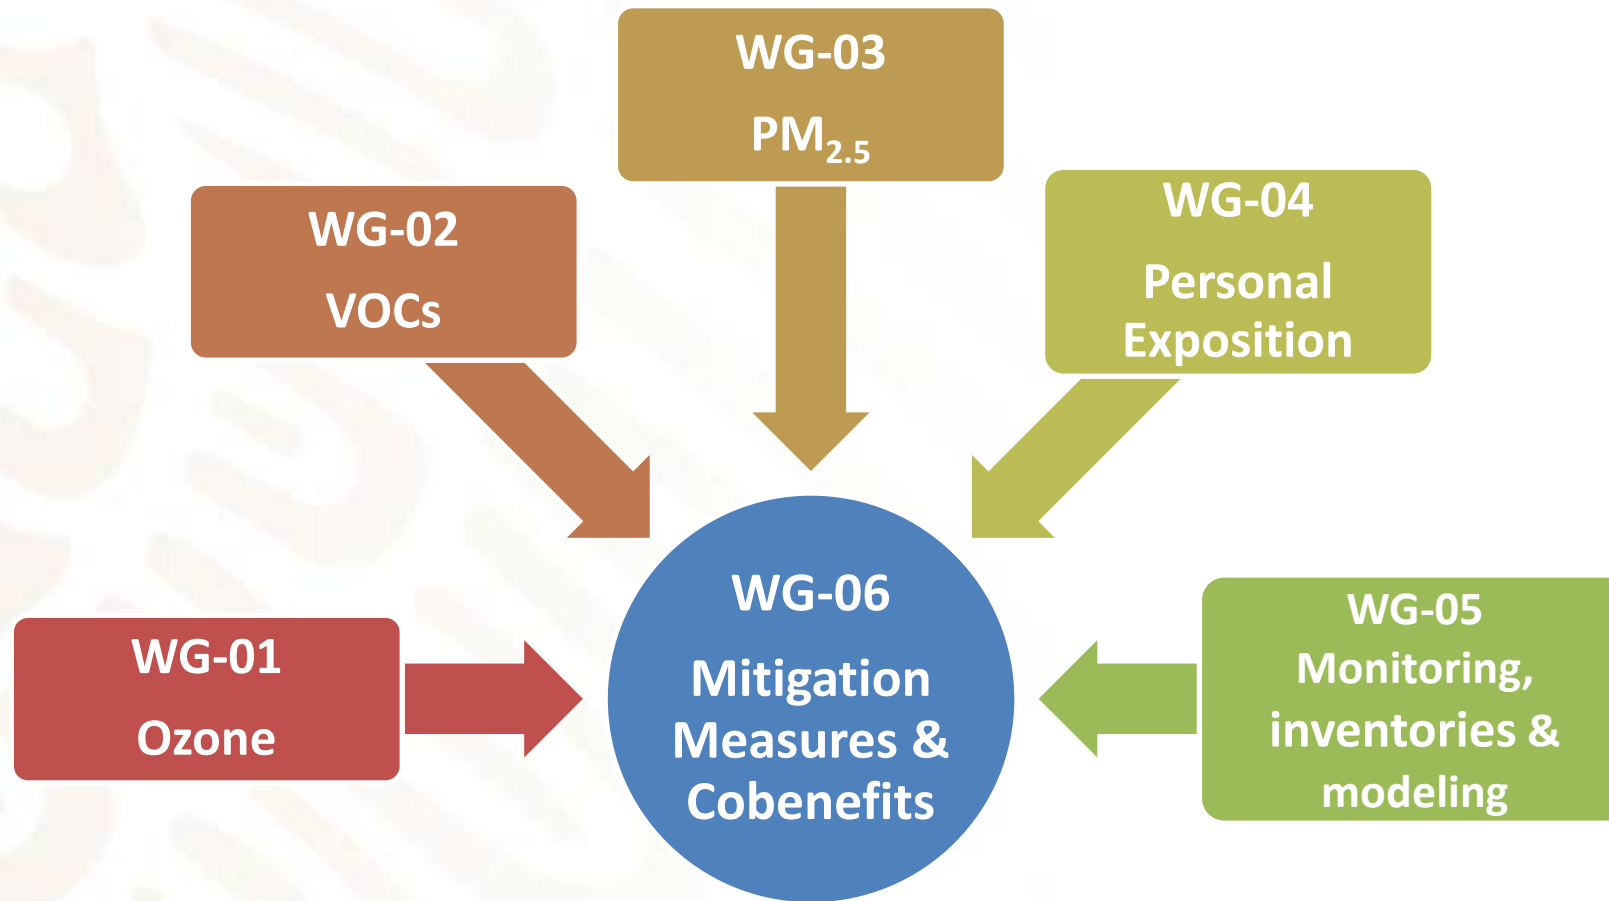 WG-03
PM2.5
WG-02
VOCs
WG-04
Personal
Exposition
WG-01
Ozone
WG-06
Mitigation
Measures &
Cobenefits
WG-05
Monitoring,
inventories &
modeling